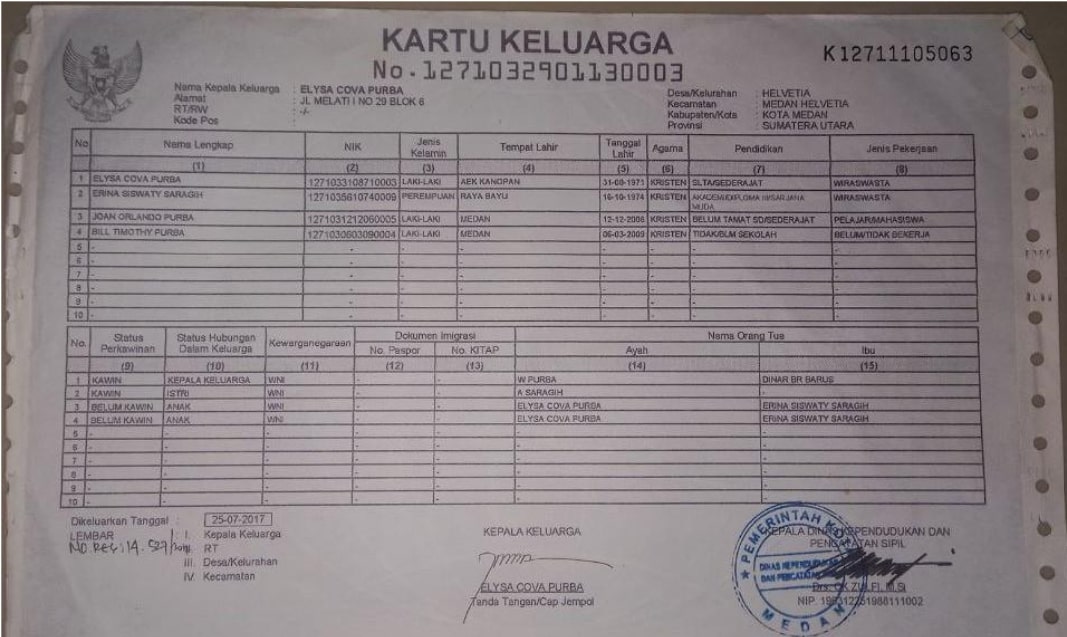 KARTU KELUARGA
No. 1271032901130003
K12711105063
Nama Kepala Keluarga : ELYSA COVA PURBA
Alamat : JL MELATI I NO 29 BLOK 6
RT/RW : -/-
Kode Pos
Desa/Kelurahan : HELVETIA
Kecamatan : MEDAN HELVETIA
Kabupaten/Kota : KOTA MEDAN
Provinsi : SUMATERA UTARA
No Nama Lengkap NIK Jenis Kelamin Tempat Lahir Tanggal Lahir Agama Pendidikan Jenis Pekerjaan
(1) (2) (3) (4) (5) (6) (7) (8)
1 ELYSA COVA PURBA 1271033108710003 LAKI-LAKI AEK KANOPAN 31-08-1971 KRISTEN SLTA/SEDERAJAT WIRASWASTA
2 ERINA SISWATY SARAGIH 1271035610740009 PEREMPUAN RAYA BAYU 16-10-1974 KRISTEN AKADEMI/DIPLOMA III/SARJANA MUDA WIRASWASTA
3 JOAN ORLANDO PURBA 1271031212060005 LAKI-LAKI MEDAN 12-12-2006 KRISTEN BELUM TAMAT SD/SEDERAJAT PELAJAR/MAHASISWA
4 BILL TIMOTHY PURBA 1271030603090004 LAKI-LAKI MEDAN 06-03-2009 KRISTEN TIDAK/BLM SEKOLAH BELUM/TIDAK BEKERJA
5 - - - - - - - -
6 - - - - - - - -
7 - - - - - - - -
8 - - - - - - - -
9 - - - - - - - -
10 - - - - - - - -
No. Status Perkawinan Status Hubungan Dalam Keluarga Kewarganegaraan Dokumen Imigrasi Nama Orang Tua
No. Paspor No. KITAP Ayah Ibu
(9) (10) (11) (12) (13) (14) (15)
1 KAWIN KEPALA KELUARGA WNI - - W PURBA DINAR BR BARUS
2 KAWIN ISTRI WNI - - A SARAGIH -
3 BELUM KAWIN ANAK WNI - - ELYSA COVA PURBA ERINA SISWATY SARAGIH
4 BELUM KAWIN ANAK WNI - - ELYSA COVA PURBA ERINA SISWATY SARAGIH
5 - - - - - - -
6 - - - - - - -
7 - - - - - - -
8 - - - - - - -
9 - - - - - - -
10 - - - - - - -
Dikeluarkan Tanggal : 25-07-2017
LEMBAR : I. Kepala Keluarga
NO REG: 14. RT
III. Desa/Kelurahan
IV. Kecamatan
KEPALA KELUARGA
ELYSA COVA PURBA
Tanda Tangan/Cap Jempol
KEPALA DINAS KEPENDUDUKAN DAN
PENCATATAN SIPIL
Drs. OK ZULFI, M.Si
NIP. 111002
PEMERINTAH
DINAS KEPENDUDUKAN
DAN PENCATATAN
MEDAN